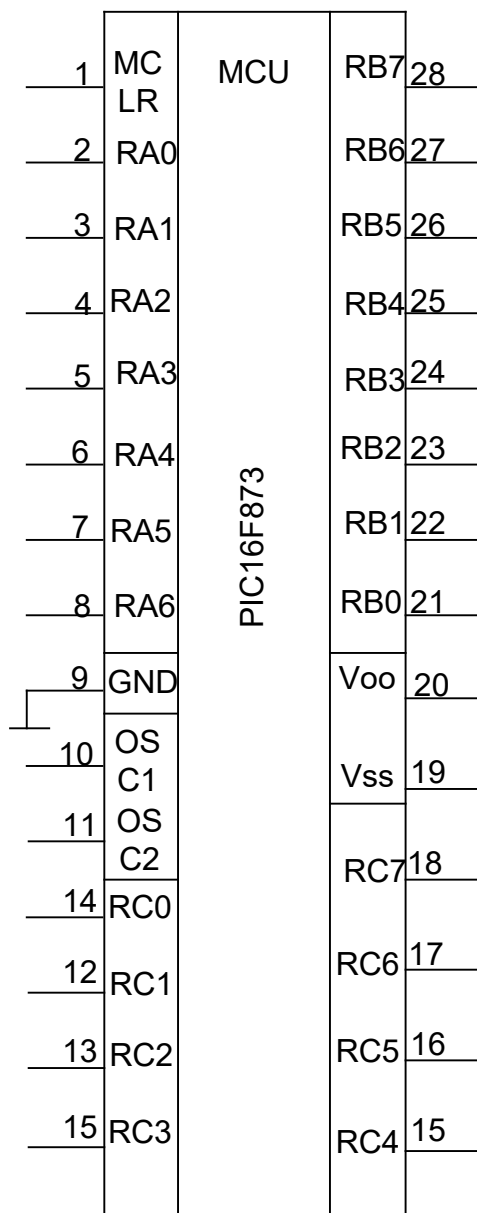 1 MC MCU RB7 28
LR
2 RA0 RB6 27
3 RA1 RB5 26
4 RA2 RB4 25
5 RA3 RB3 24
6 RA4 RB2 23
PIC16F873
7 RA5 RB1 22
8 RA6 RB0 21
9 GND Voo 20
10 OS Vss 19
C1
11 OS
C2 RC7 18
14 RC0
RC6 17
12 RC1
13 RC2 RC5 16
15 RC3 RC4 15